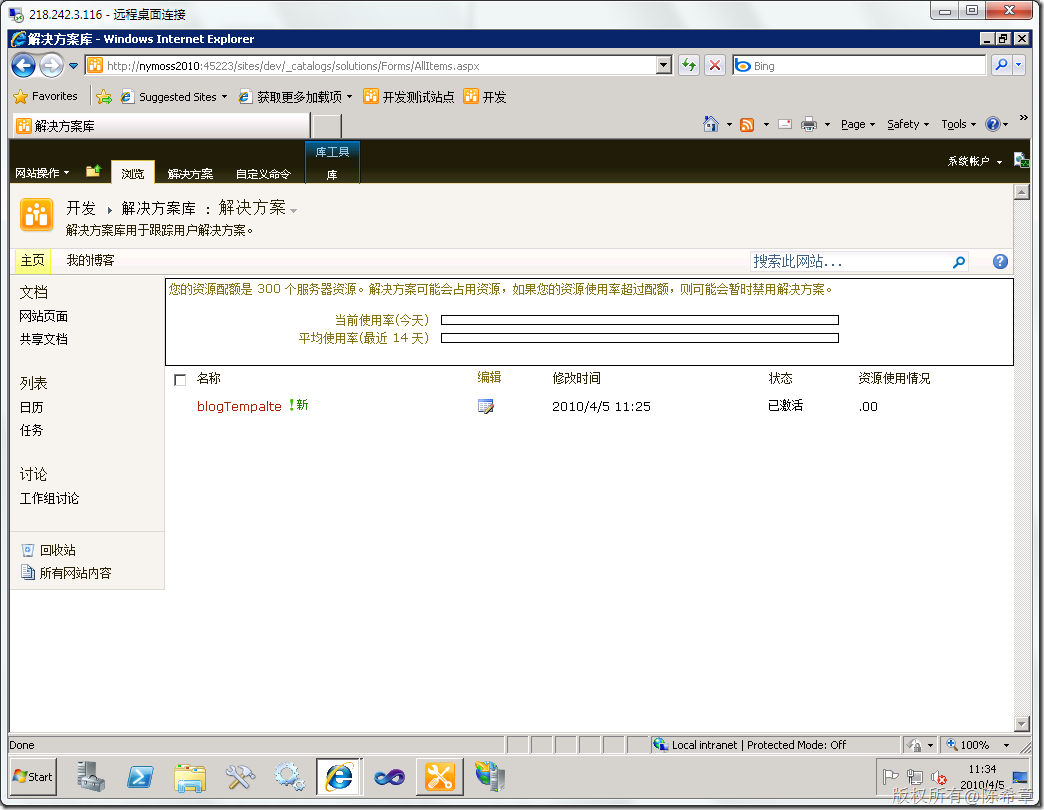 218.242.3.116 - 远程桌面连接
解决方案库 - Windows Internet Explorer
http://nymoss2010:45223/sites/dev/_catalogs/solutions/Forms/AllItems.aspx
Bing
Favorites
Suggested Sites
获取更多加载项
开发测试站点
开发
解决方案库
Page
Safety
Tools
库工具
系统帐户
网站操作
浏览
解决方案
自定义命令
库
开发 解决方案库 : 解决方案
解决方案库用于跟踪用户解决方案。
主页
我的博客
搜索此网站...
文档
网站页面
共享文档
列表
日历
任务
讨论
工作组讨论
回收站
所有网站内容
您的资源配额是 300 个服务器资源。解决方案可能会占用资源，如果您的资源使用率超过配额，则可能会暂时禁用解决方案。
当前使用率(今天)
平均使用率(最近 14 天)
名称 编辑 修改时间 状态 资源使用情况
blogTempalte !新 2010/4/5 11:25 已激活 .00
Done
Local intranet | Protected Mode: Off
100%
Start
11:34
2010/4/5
版权所有@陈希章